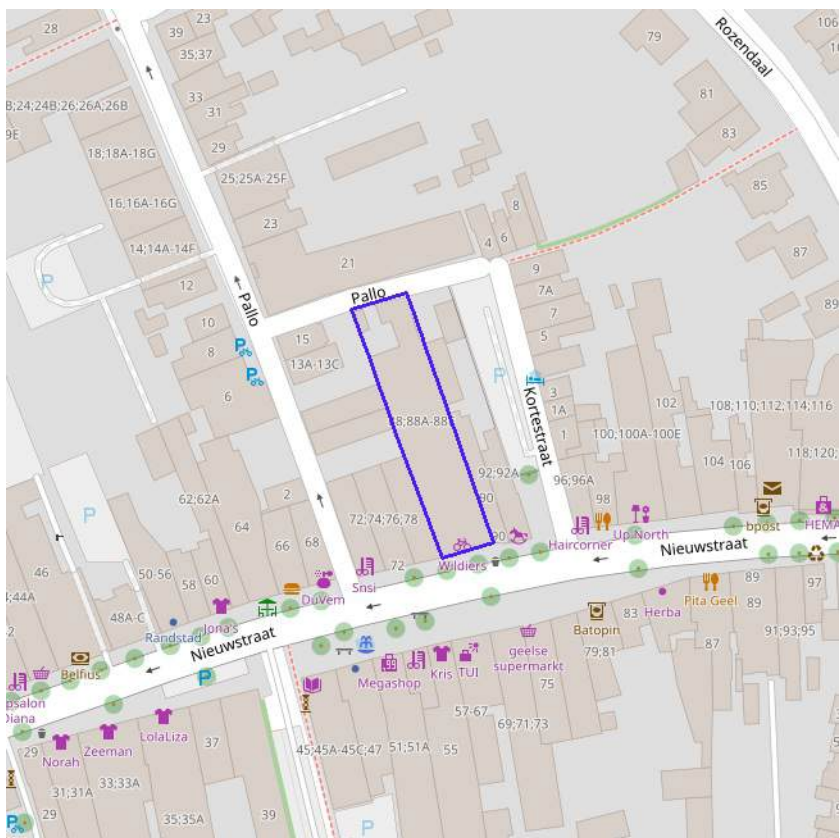 23
28
39
35;37
79
106
Rozendaal
81
33
B;24;24B;26;26A;26B
31
9E
83
29
18;18A-18G
25;25A-25F
85
16;16A-16G
8
23
4
6
14;14A-14F
87
21
9
P
12
7A
Pallo
Pallo
89
7
10
15
5
8
13A-13C
P
3
6
102
108;110;112;114;116
Kortestraat
1A
1
100;100A-100E
118;120;
104
106
92;92A
96;96A
62;62A
2
90
98
P
72;74;76;78
bpost
HEMA
64
Up North
90
66
68
Haircorner
Nieuwstraat
Wildiers
72
46
50-56
Snsi
89
97
58
60
DuVem
Pita Geel
44;44A
48A-C
Jona's
83
Herba
89
Randstad
Batopin
91;93;95
Nieuwstraat
geelse
supermarkt
79;81
87
Belfius
Kris
TUI
Megashop
P
75
psalon
Diana
57-67
69;71;73
LolaLiza
37
45;45A-45C;47
51;51A
55
29
Zeeman
Norah
33;33A
31;31A
29
35;35A
39
P
P